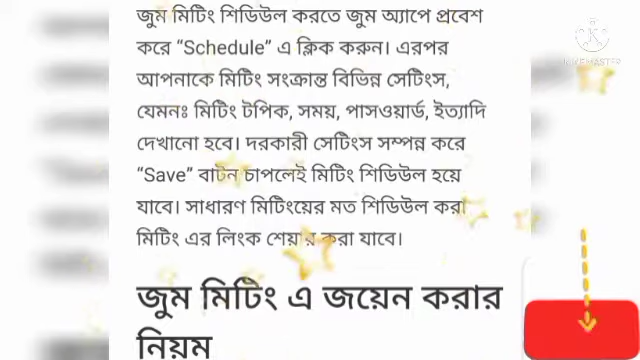 জুম মিটিং শিডিউল করতে জুম অ্যাপে প্রবেশ
করে “Schedule” এ ক্লিক করুন। এরপর
আপনাকে মিটিং সংক্রান্ত বিভিন্ন সেটিংস,
যেমনঃ মিটিং টপিক, সময়, পাসওয়ার্ড, ইত্যাদি
দেখানো হবে। দরকারী সেটিংস সম্পন্ন করে
“Save” বাটন চাপলেই মিটিং শিডিউল হয়ে
যাবে। সাধারণ মিটিংয়ের মত শিডিউল করা
মিটিং এর লিংক শেয়ার করা যাবে।
জুম মিটিং এ জয়েন করার
নিয়ম
K
KINEMASTER